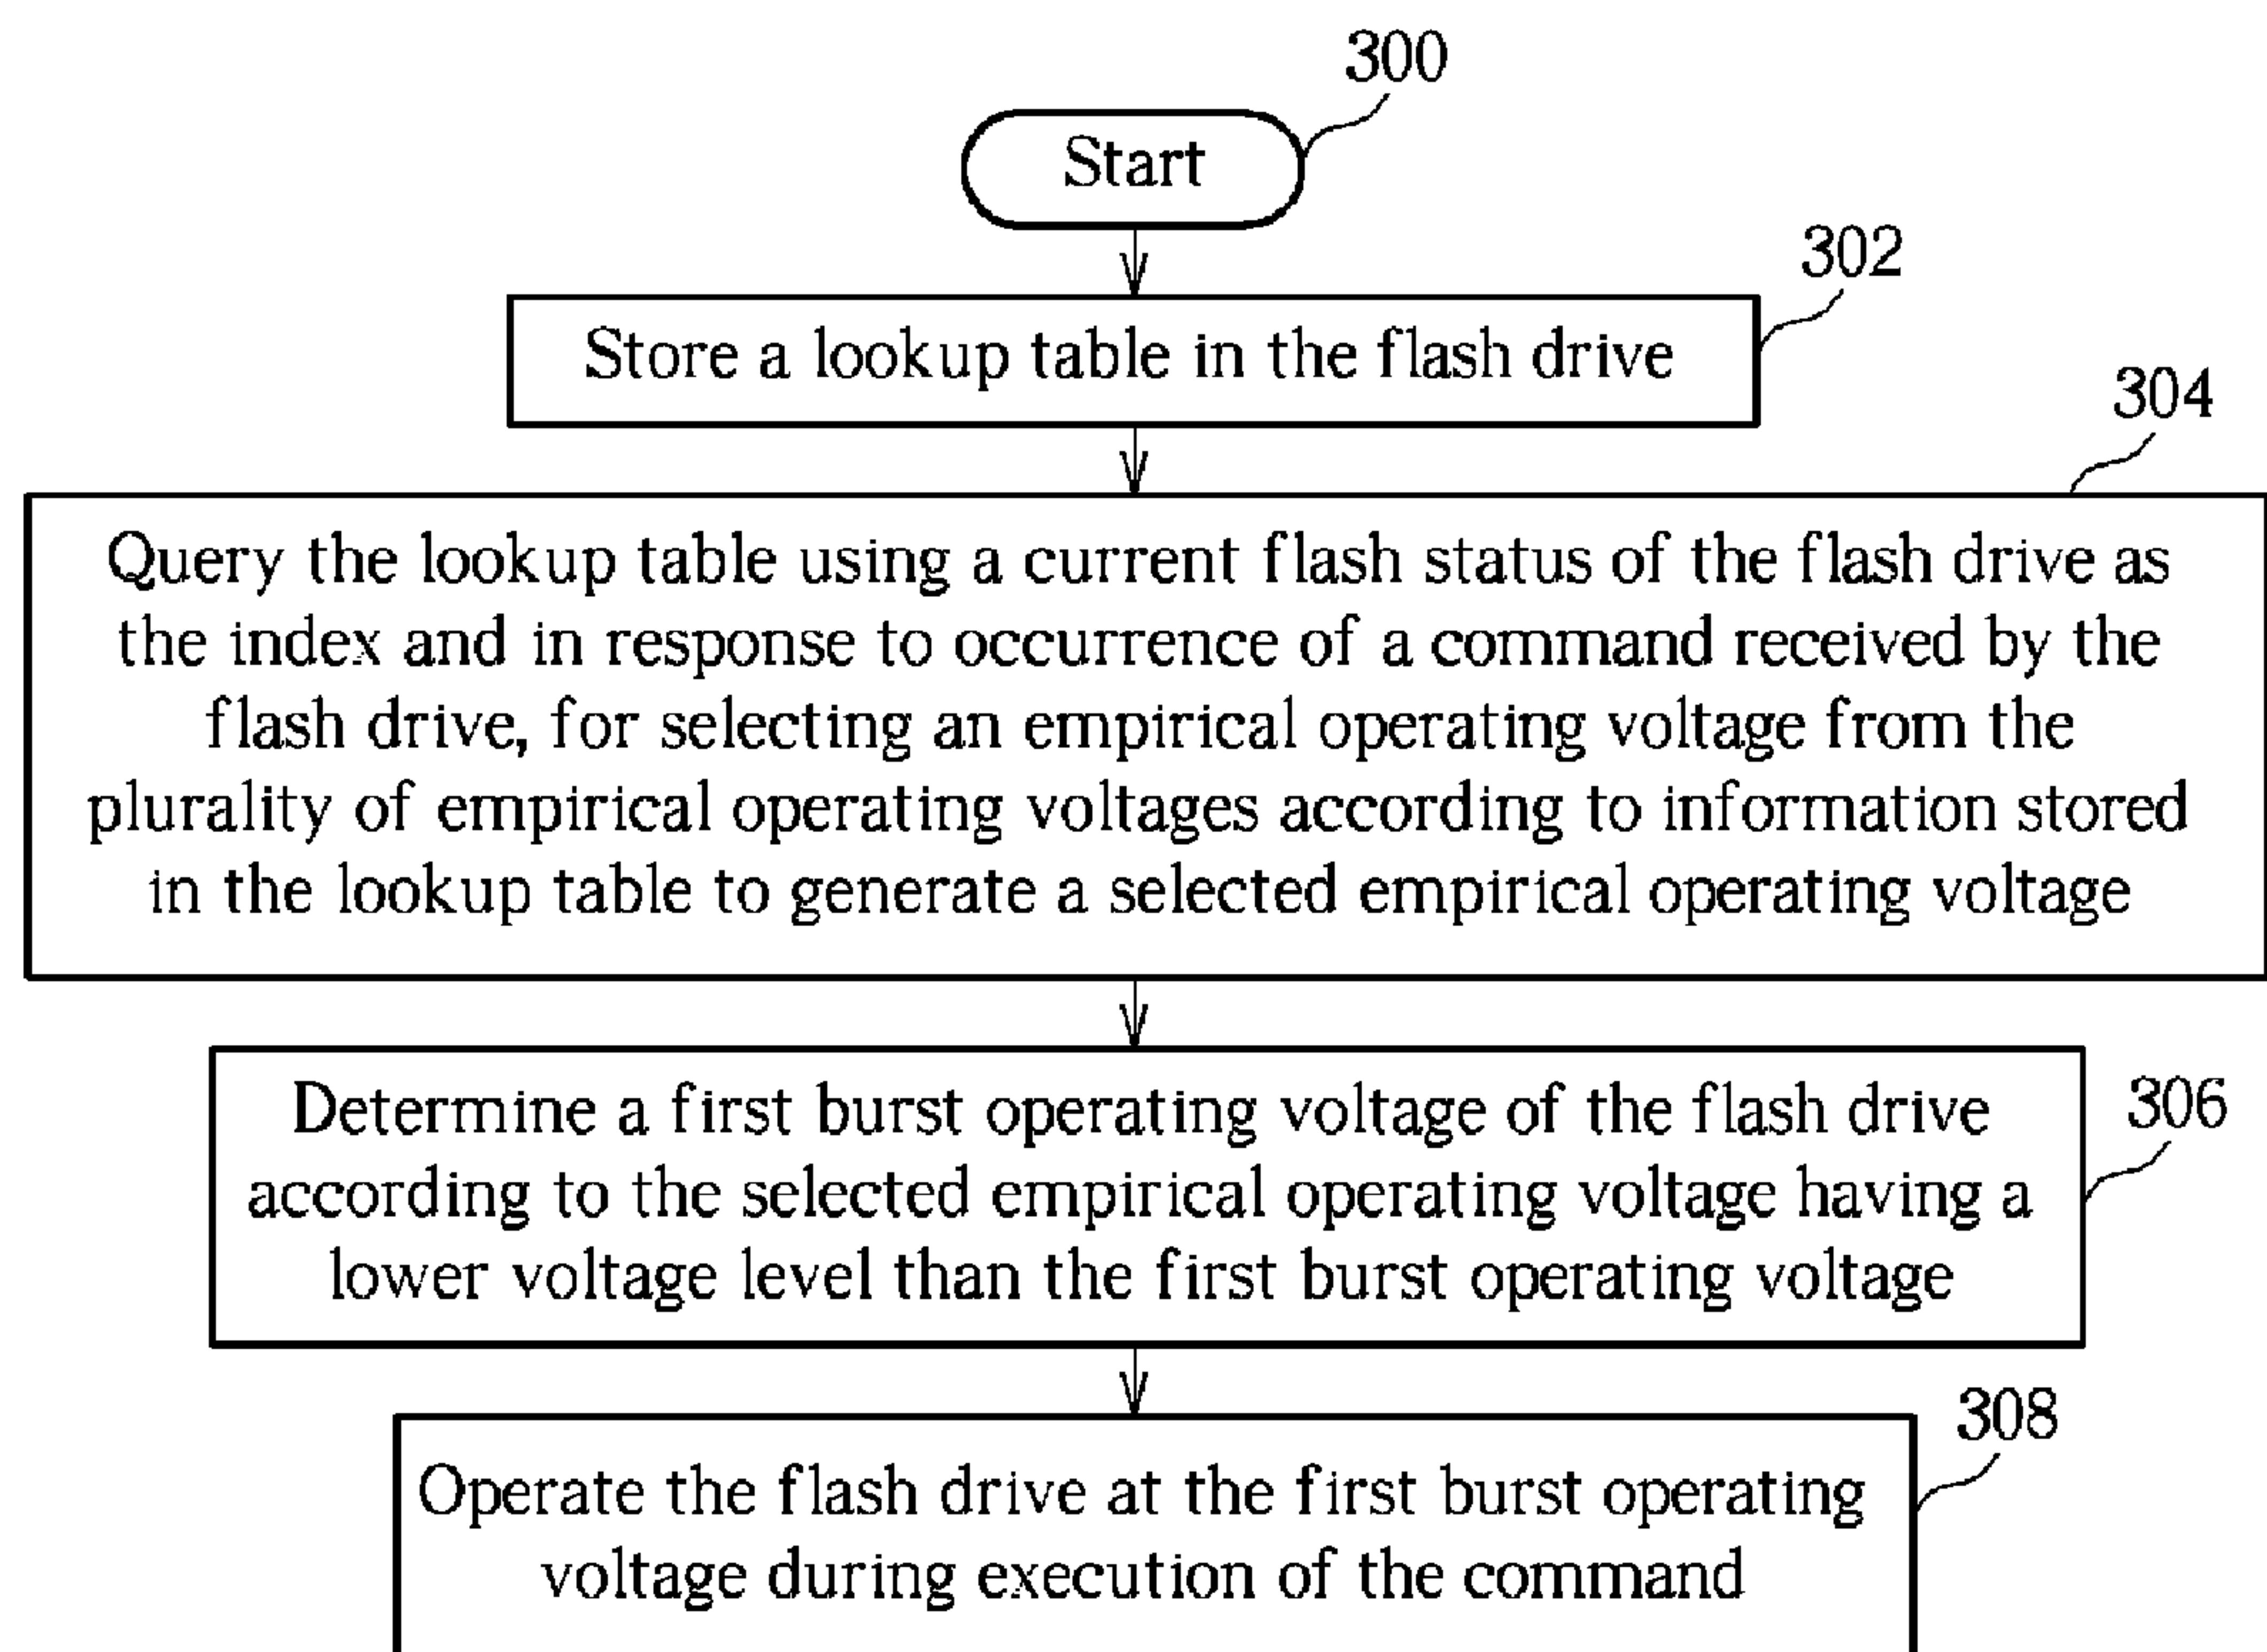 300
Start
302
Store a lookup table in the flash drive
304
Query the lookup table using a current flash status of the flash drive as
the index and in response to occurrence of a command received by the
flash drive, for selecting an empirical operating voltage from the
plurality of empirical operating voltages according to information stored
in the lookup table to generate a selected empirical operating voltage
306
Determine a first burst operating voltage of the flash drive
according to the selected empirical operating voltage having a
lower voltage level than the first burst operating voltage
308
Operate the flash drive at the first burst operating
voltage during execution of the command